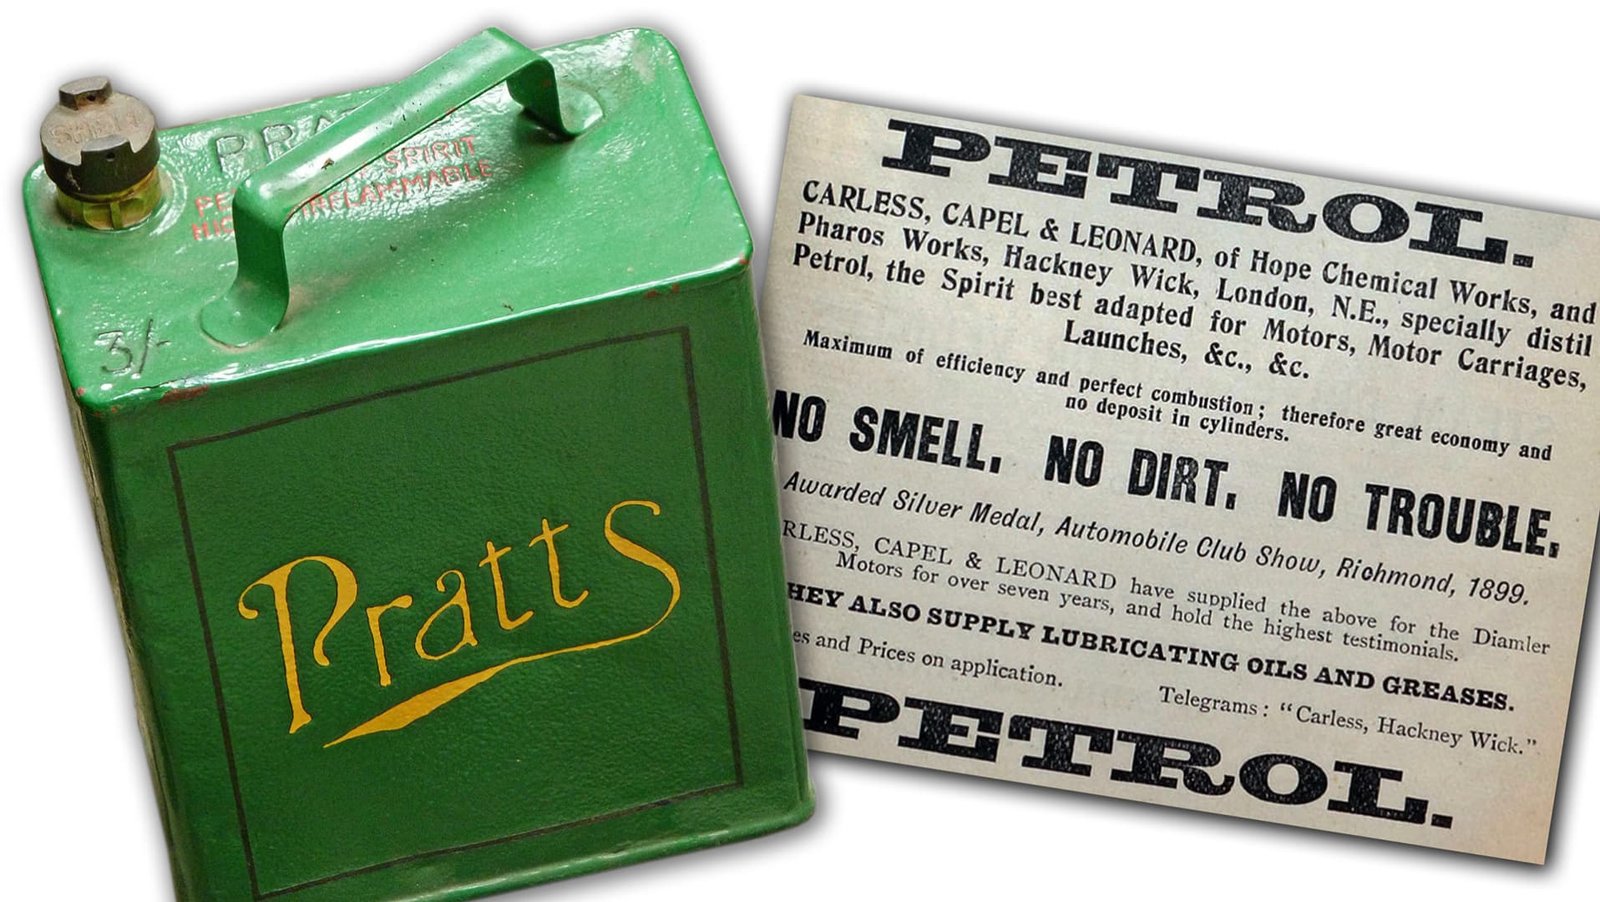 SHELL
PRAT
SPIRIT
INFLAMMABLE
3/-
Pratts
PETROL.
CARLESS, CAPEL & LEONARD, of Hope Chemical Works, and
Pharos Works, Hackney Wick, London, N.E., specially distil
Petrol, the Spirit best adapted for Motors, Motor Carriages,
Launches, &c., &c.
Maximum of efficiency and perfect combustion; therefore great economy and
no deposit in cylinders.
NO SMELL. NO DIRT. NO TROUBLE.
Awarded Silver Medal, Automobile Club Show, Richmond, 1899.
RLESS, CAPEL & LEONARD have supplied the above for the Diamler
Motors for over seven years, and hold the highest testimonials.
HEY ALSO SUPPLY LUBRICATING OILS AND GREASES.
es and Prices on application.
Telegrams: "Carless, Hackney Wick."
PETROL.